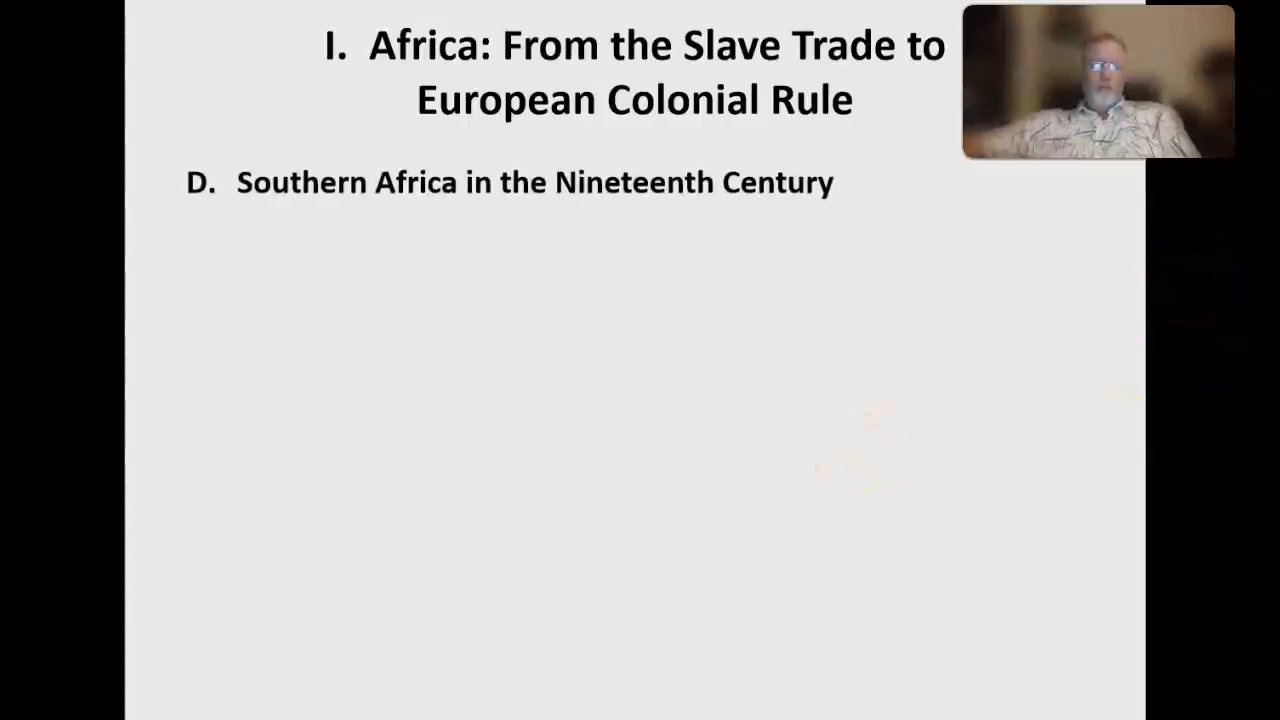 I. Africa: From the Slave Trade to
European Colonial Rule
D. Southern Africa in the Nineteenth Century